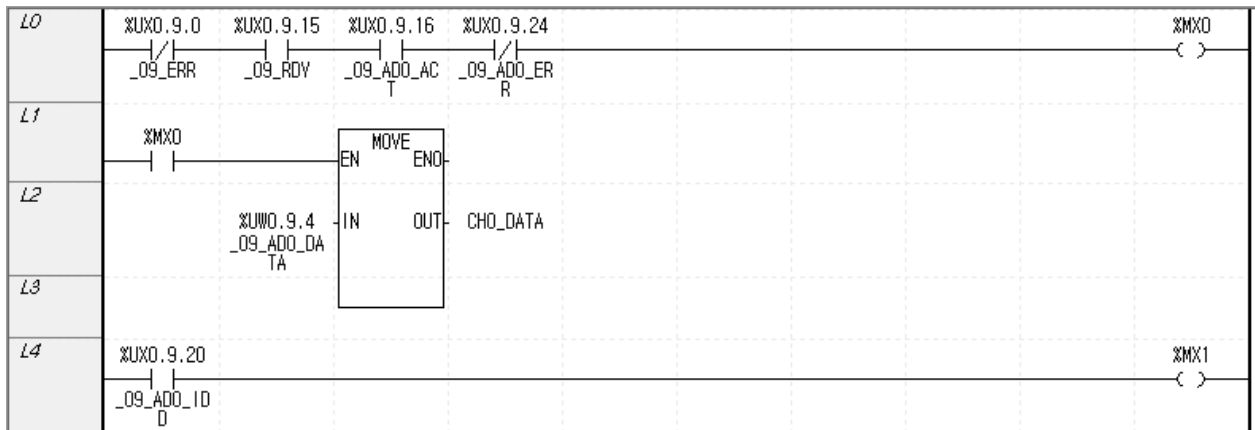 L0
%UX0.9.0 %UX0.9.15 %UX0.9.16 %UX0.9.24 %MX0
_09_ERR _09_RDY _09_AD0_AC _09_AD0_ER
T R
L1
%MX0
MOVE
EN ENO
L2
%UW0.9.4 IN OUT CH0_DATA
_09_AD0_DA
TA
L3
L4
%UX0.9.20 %MX1
_09_AD0_ID
D